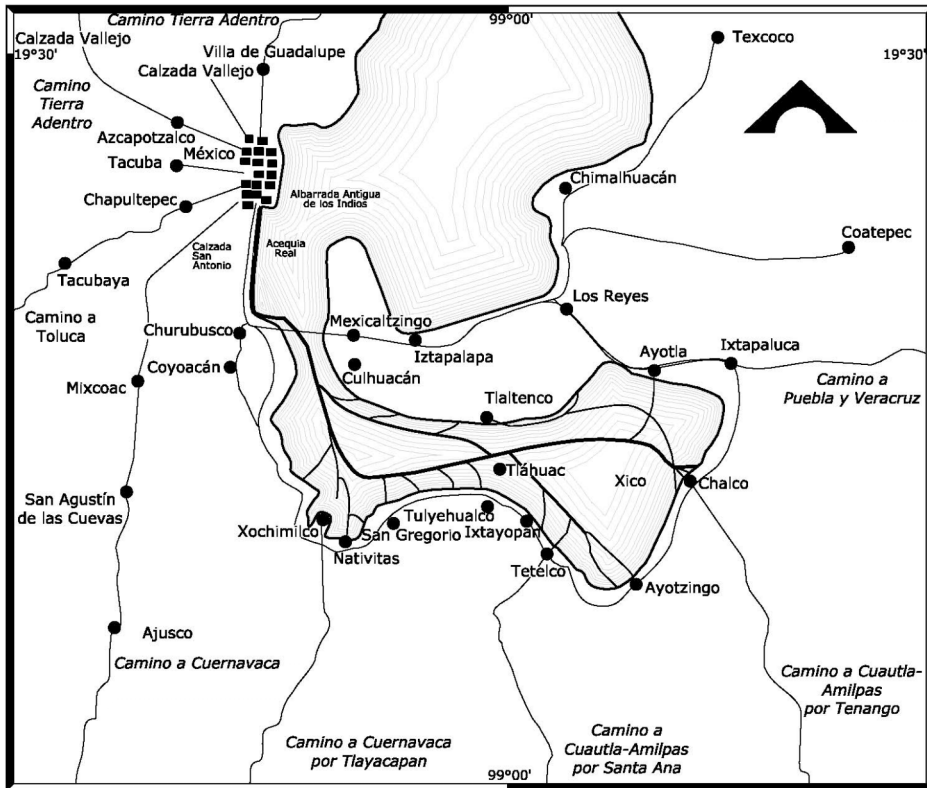 Camino Tierra Adentro
99°00'
Calzada Vallejo
19°30'
19°30'
Texcoco
Villa de Guadalupe
Calzada Vallejo
Camino
Tierra
Adentro
Azcapotzalco
México
Tacuba
Chapultepec
Albarrada Antigua
de los Indios
Chimalhuacán
Coatepec
Calzada
San
Antonio
Acequia
Real
Tacubaya
Camino a
Toluca
Los Reyes
Churubusco
Mexicaltzingo
Iztapalapa
Ayotla
Ixtapaluca
Coyoacán
Culhuacán
Mixcoac
Camino a
Puebla y Veracruz
Tlaltenco
Tláhuac
Xico
Chalco
San Agustín
de las Cuevas
Xochimilco
Tulyehualco
San Gregorio
Ixtayopan
Nativitas
Tetelco
Ayotzingo
Ajusco
Camino a Cuernavaca
Camino a Cuautla-
Amilpas
por Tenango
Camino a Cuernavaca
por Tlayacapan
Camino a
Cuautla-Amilpas
por Santa Ana
99°00'